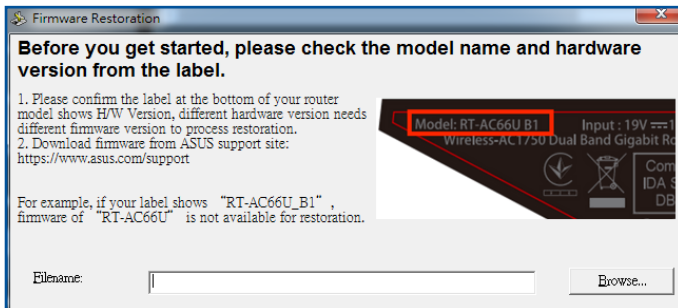 Firmware Restoration
Before you get started, please check the model name and hardware
version from the label.
1. Please confirm the label at the bottom of your router
model shows H/W Version, different hardware version needs
different firmware version to process restoration.
2. Download firmware from ASUS support site:
https://www.asus.com/support
For example, if your label shows “RT-AC66U_B1”,
firmware of “RT-AC66U” is not available for restoration.
Model: RT-AC66U B1 Input : 19V
Wireless-AC1750 Dual Band Gigabit Ro
Com
IDA S
DB
Filename:
Browse...